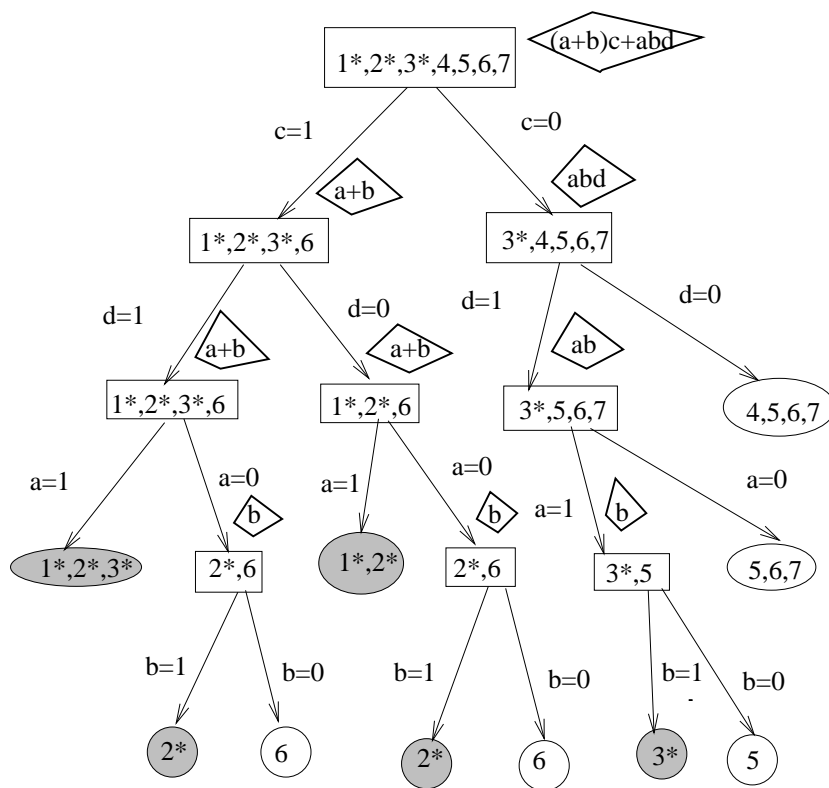 (a+b)c+abd
1*,2*,3*,4,5,6,7
c=1
c=0
a+b
abd
1*,2*,3*,6
3*,4,5,6,7
d=1
d=0
d=1
d=0
a+b
a+b
ab
1*,2*,3*,6
1*,2*,6
3*,5,6,7
4,5,6,7
a=1
a=0
a=1
a=0
a=1
a=0
b
b
b
1*,2*,3*
2*,6
1*,2*
2*,6
3*,5
5,6,7
b=1
b=0
b=1
b=0
b=1
b=0
2*
6
2*
6
3*
5